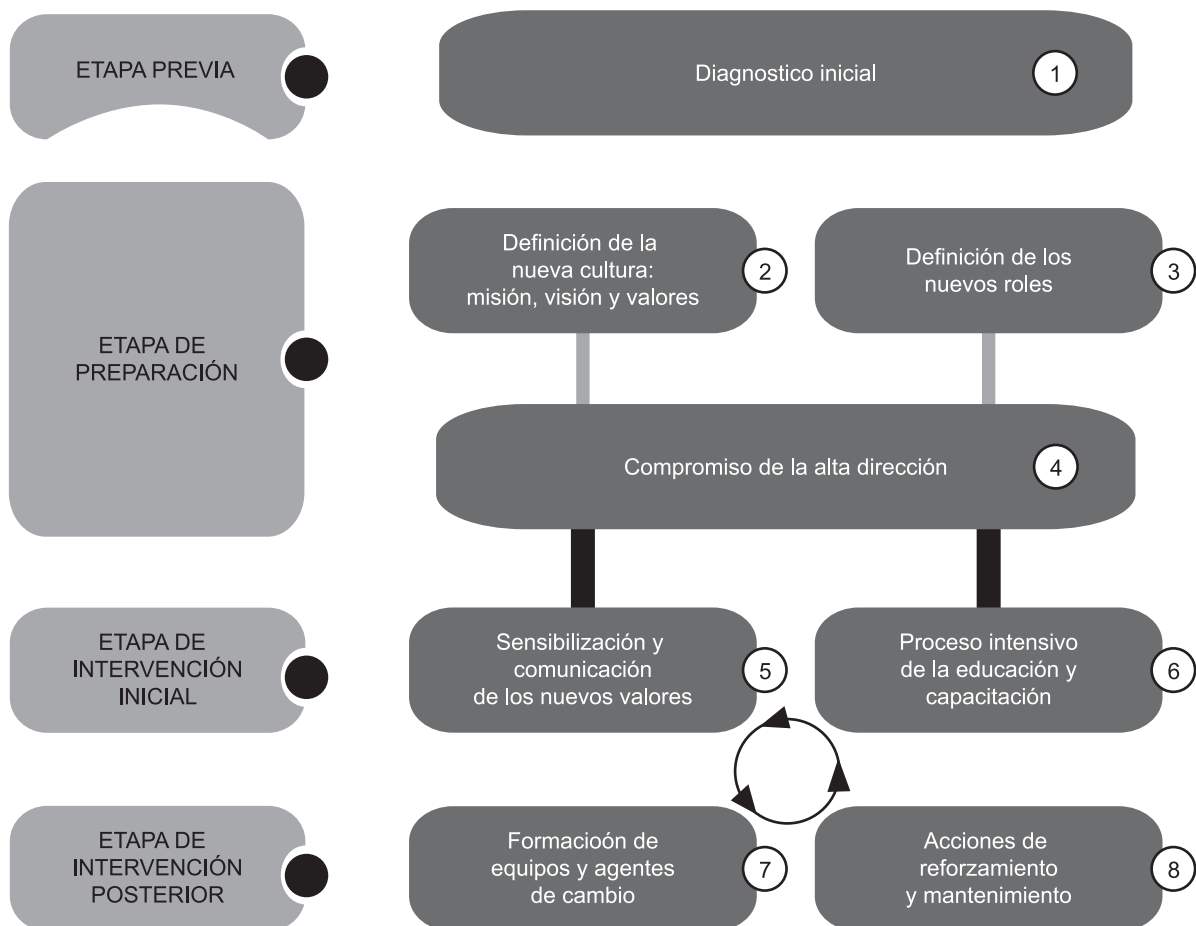 ETAPA PREVIA
Diagnostico inicial
1
ETAPA DE
PREPARACIÓN
Definición de la
nueva cultura:
misión, visión y valores
2
Definición de los
nuevos roles
3
Compromiso de la alta dirección
4
ETAPA DE
INTERVENCIÓN
INICIAL
Sensibilización y
comunicación
de los nuevos valores
5
Proceso intensivo
de la educación y
capacitación
6
ETAPA DE
INTERVENCIÓN
POSTERIOR
Formacioón de
equipos y agentes
de cambio
7
Acciones de
reforzamiento
y mantenimiento
8